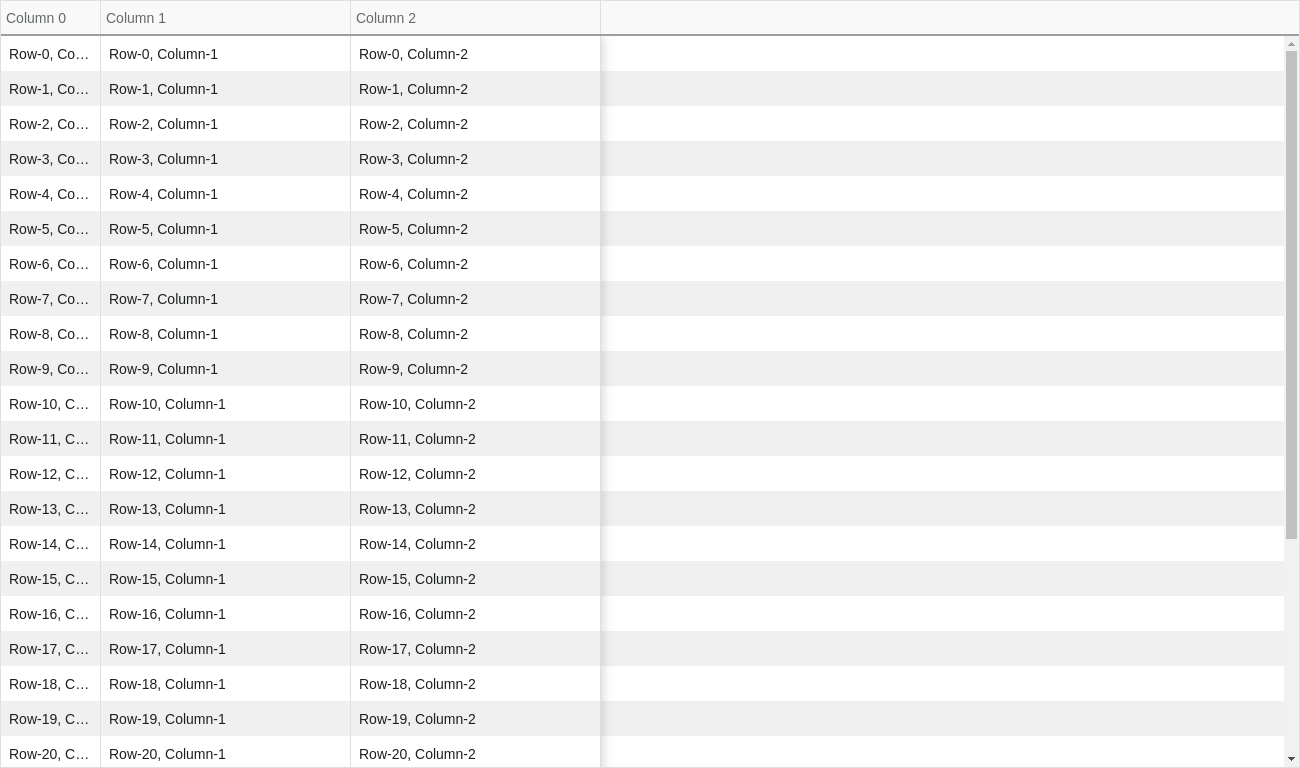 Column 0 Column 1 Column 2
Row-0, Co… Row-0, Column-1 Row-0, Column-2
Row-1, Co… Row-1, Column-1 Row-1, Column-2
Row-2, Co… Row-2, Column-1 Row-2, Column-2
Row-3, Co… Row-3, Column-1 Row-3, Column-2
Row-4, Co… Row-4, Column-1 Row-4, Column-2
Row-5, Co… Row-5, Column-1 Row-5, Column-2
Row-6, Co… Row-6, Column-1 Row-6, Column-2
Row-7, Co… Row-7, Column-1 Row-7, Column-2
Row-8, Co… Row-8, Column-1 Row-8, Column-2
Row-9, Co… Row-9, Column-1 Row-9, Column-2
Row-10, C… Row-10, Column-1 Row-10, Column-2
Row-11, C… Row-11, Column-1 Row-11, Column-2
Row-12, C… Row-12, Column-1 Row-12, Column-2
Row-13, C… Row-13, Column-1 Row-13, Column-2
Row-14, C… Row-14, Column-1 Row-14, Column-2
Row-15, C… Row-15, Column-1 Row-15, Column-2
Row-16, C… Row-16, Column-1 Row-16, Column-2
Row-17, C… Row-17, Column-1 Row-17, Column-2
Row-18, C… Row-18, Column-1 Row-18, Column-2
Row-19, C… Row-19, Column-1 Row-19, Column-2
Row-20, C… Row-20, Column-1 Row-20, Column-2